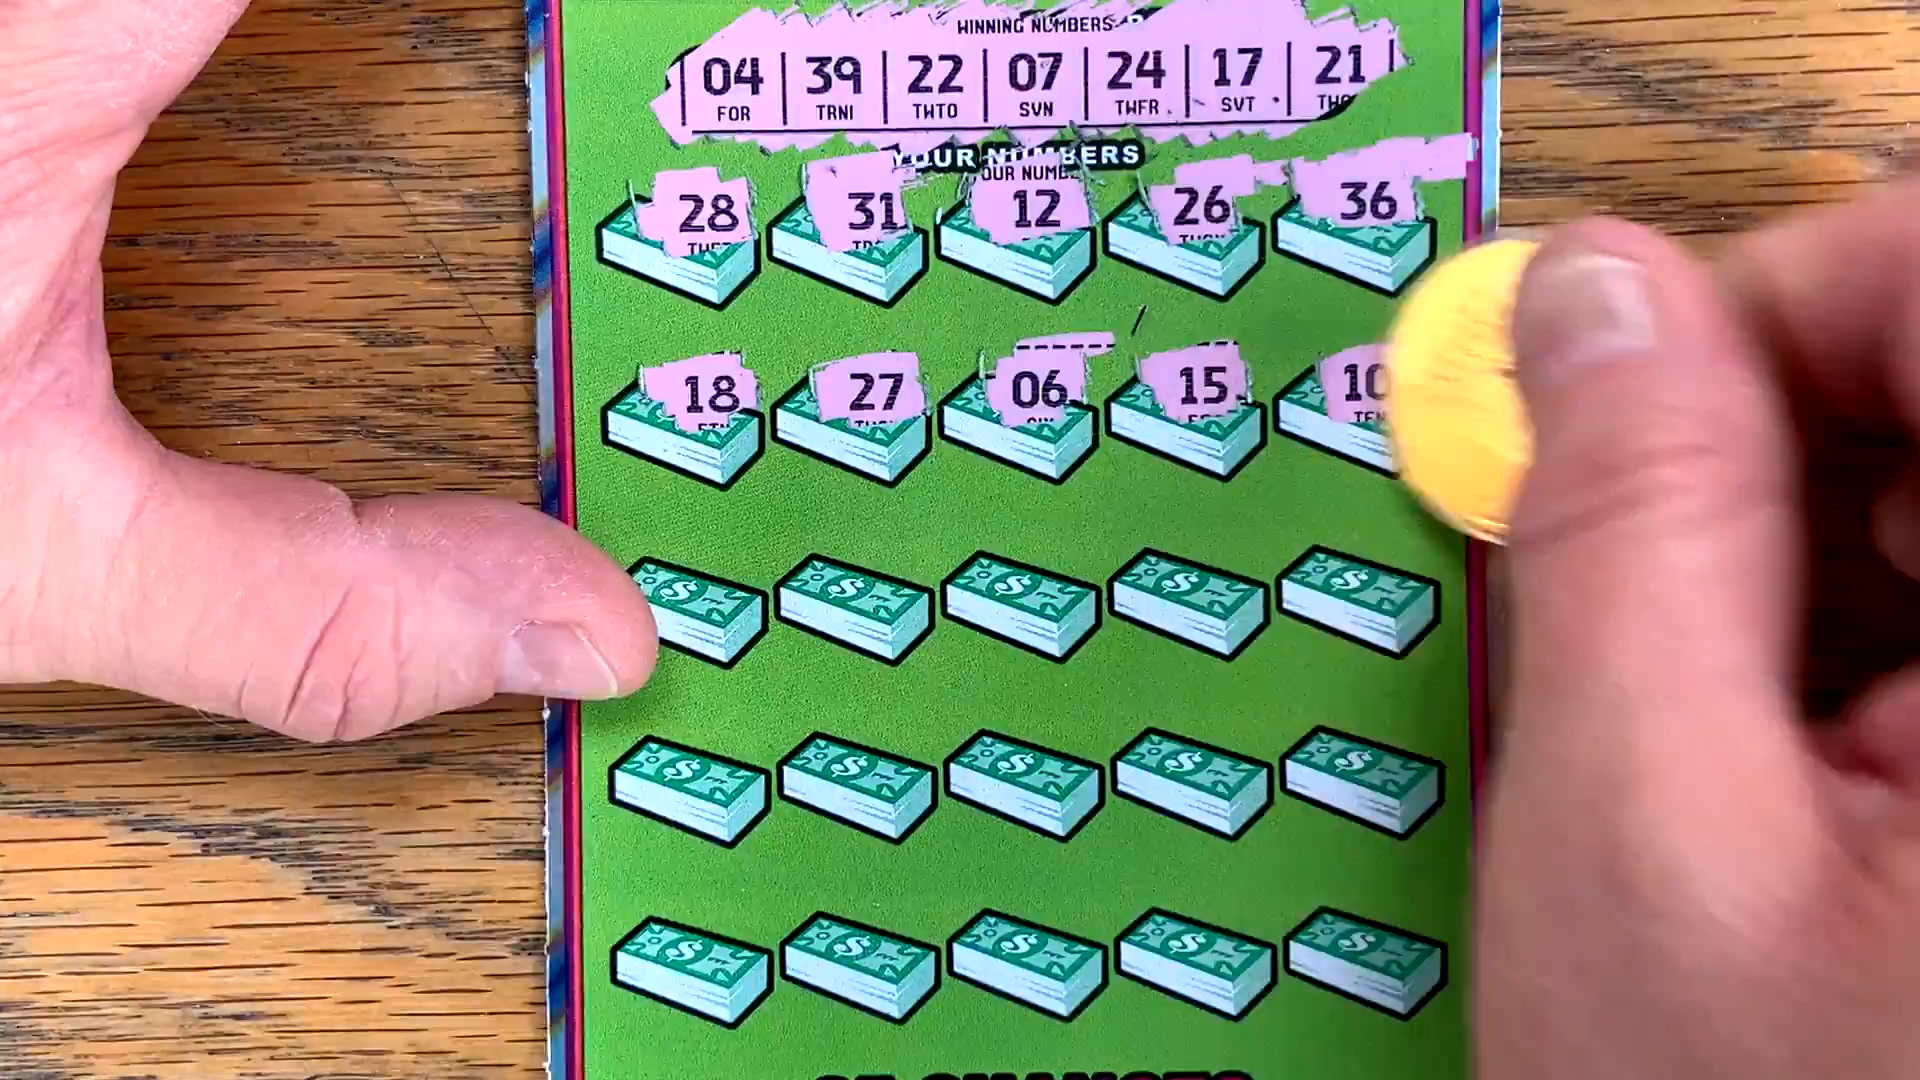 WINNING NUMBERS
04 39 22 07 24 17 21
FOR TRNI TWTO SVN TWFR SVT
YOUR NUMBERS
28 31 12 26 36
18 27 06 15 10